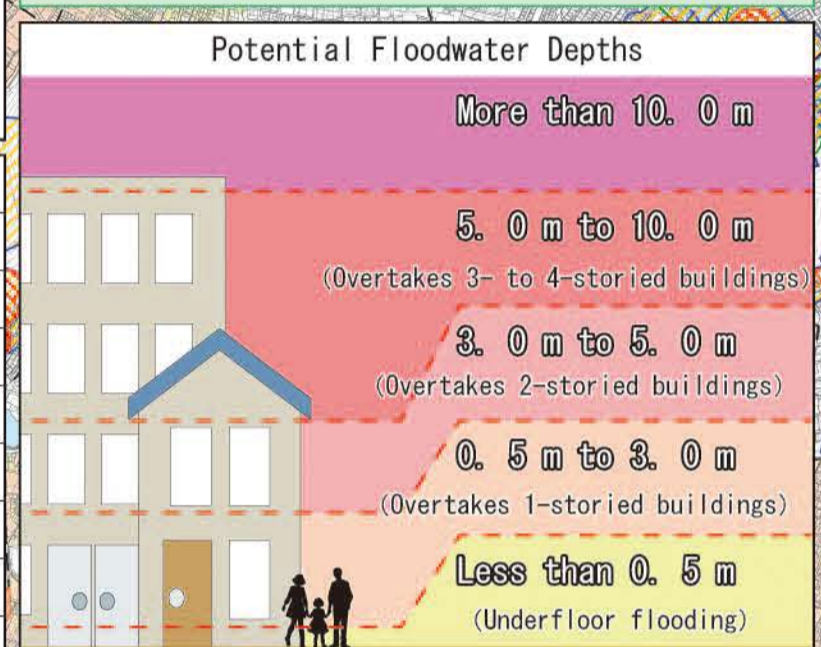 Potential Floodwater Depths
More than 10. 0 m
5. 0 m to 10. 0 m
(Overtakes 3- to 4-storied buildings)
3. 0 m to 5. 0 m
(Overtakes 2-storied buildings)
0. 5 m to 3. 0 m
(Overtakes 1-storied buildings)
Less than 0. 5 m
(Underfloor flooding)